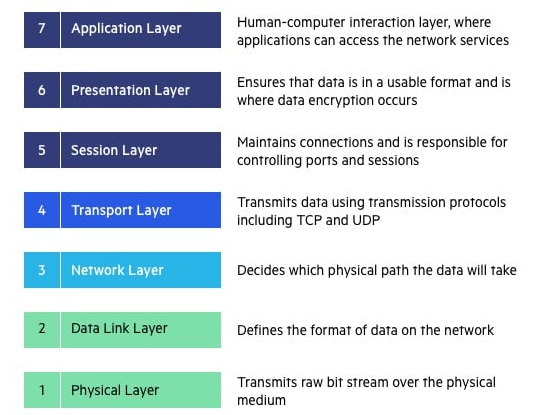 7 Application Layer
Human-computer interaction layer, where
applications can access the network services
6 Presentation Layer
Ensures that data is in a usable format and is
where data encryption occurs
5 Session Layer
Maintains connections and is responsible for
controlling ports and sessions
4 Transport Layer
Transmits data using transmission protocols
including TCP and UDP
3 Network Layer
Decides which physical path the data will take
2 Data Link Layer
Defines the format of data on the network
1 Physical Layer
Transmits raw bit stream over the physical
medium